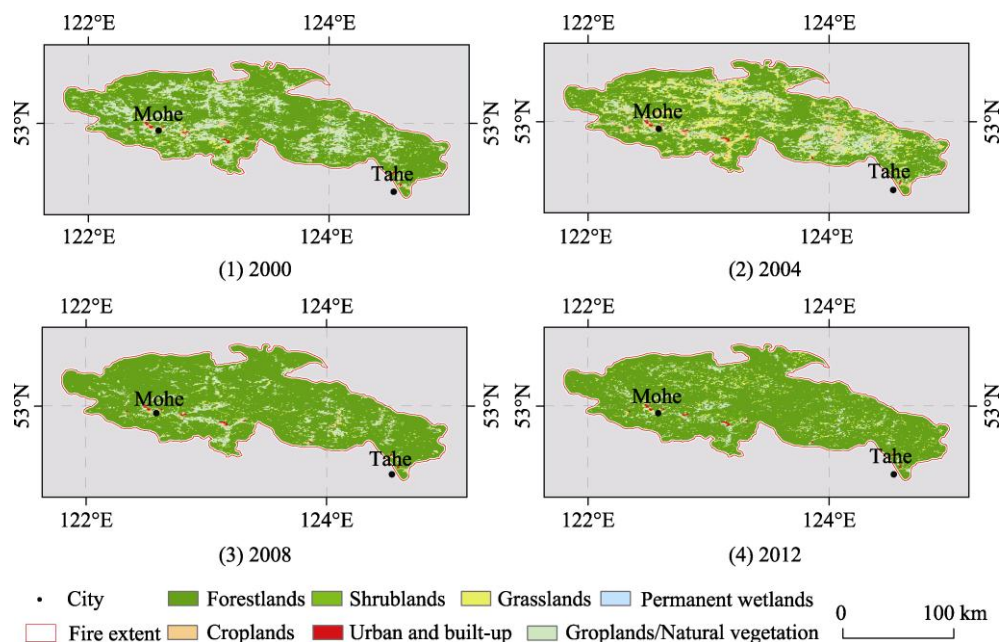 122°E 124°E 122°E 124°E
53°N Mohe Tahe 53°N 53°N Mohe Tahe 53°N
122°E 124°E 122°E 124°E
(1) 2000 (2) 2004
122°E 124°E 122°E 124°E
53°N Mohe Tahe 53°N 53°N Mohe Tahe 53°N
122°E 124°E 122°E 124°E
(3) 2008 (4) 2012
City Forestlands Shrublands Grasslands Permanent wetlands 0 100 km
Fire extent Croplands Urban and built-up Groplands/Natural vegetation